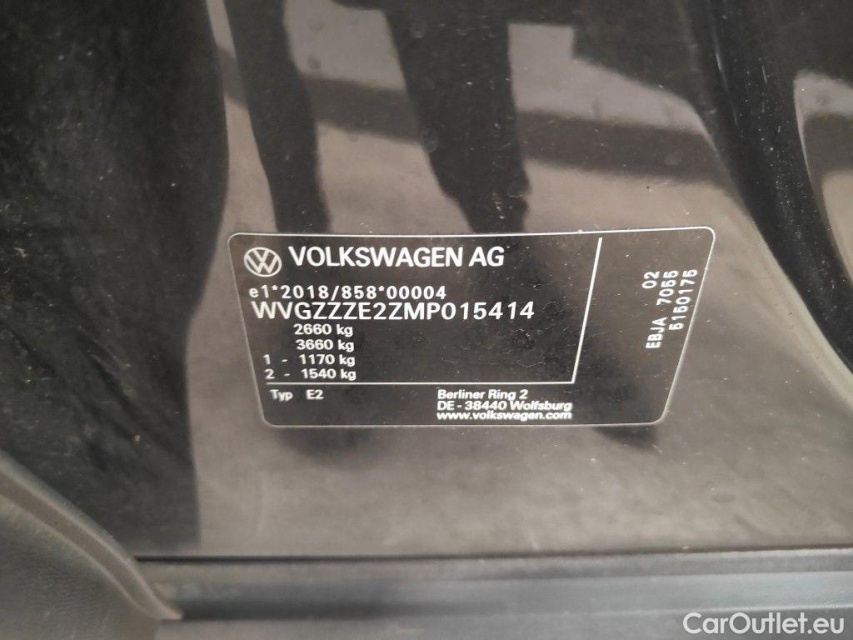 VOLKSWAGEN AG
e1*2018/858*00004
WVGZZZE2ZMP015414
2660 kg
3660 kg
1 - 1170 kg
2 - 1540 kg
Typ E2
Berliner Ring 2
DE - 38440 Wolfsburg
www.volkswagen.com
02
EBJA 7055
5150175
CarOutlet.eu